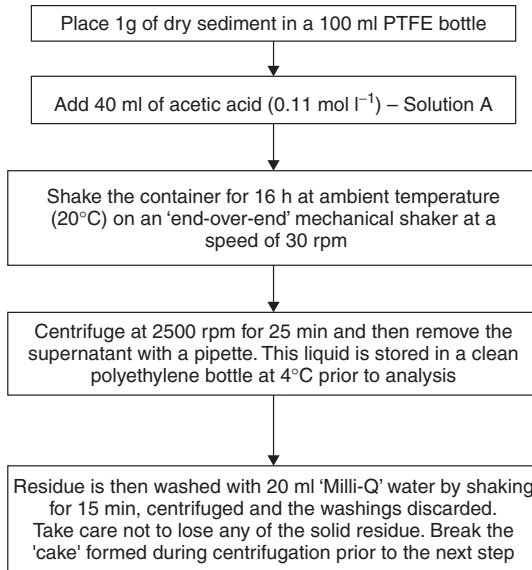 Place 1g of dry sediment in a 100 ml PTFE bottle
Add 40 ml of acetic acid (0.11 mol l⁻¹) – Solution A
Shake the container for 16 h at ambient temperature
(20°C) on an ‘end-over-end’ mechanical shaker at a
speed of 30 rpm
Centrifuge at 2500 rpm for 25 min and then remove the
supernatant with a pipette. This liquid is stored in a clean
polyethylene bottle at 4°C prior to analysis
Residue is then washed with 20 ml ‘Milli-Q’ water by shaking
for 15 min, centrifuged and the washings discarded.
Take care not to lose any of the solid residue. Break the
'cake' formed during centrifugation prior to the next step